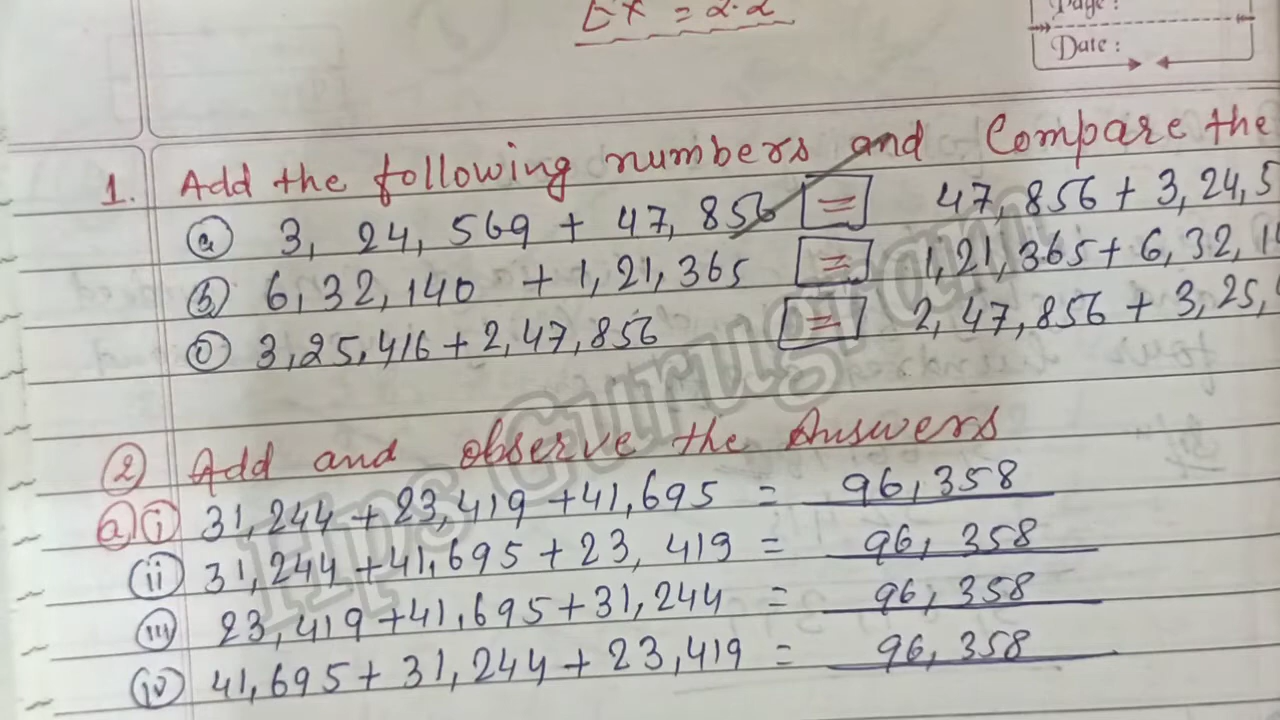 Ex = 2.2
Page :
Date :
1. Add the following numbers and Compare the
(a) 3, 24, 569 + 47, 856 = 47, 856 + 3, 24, 5
(b) 6, 32, 140 + 1, 21, 365 = 1, 21, 365 + 6, 32, 1
(c) 3, 25, 416 + 2, 47, 856 = 2, 47, 856 + 3, 25,
(2) Add and observe the Answers
(a) (i) 31, 244 + 23, 419 + 41, 695 = 96, 358
(ii) 31, 244 + 41, 695 + 23, 419 = 96, 358
(iii) 23, 419 + 41, 695 + 31, 244 = 96, 358
(iv) 41, 695 + 31, 244 + 23, 419 = 96, 358
Hps Gurugram